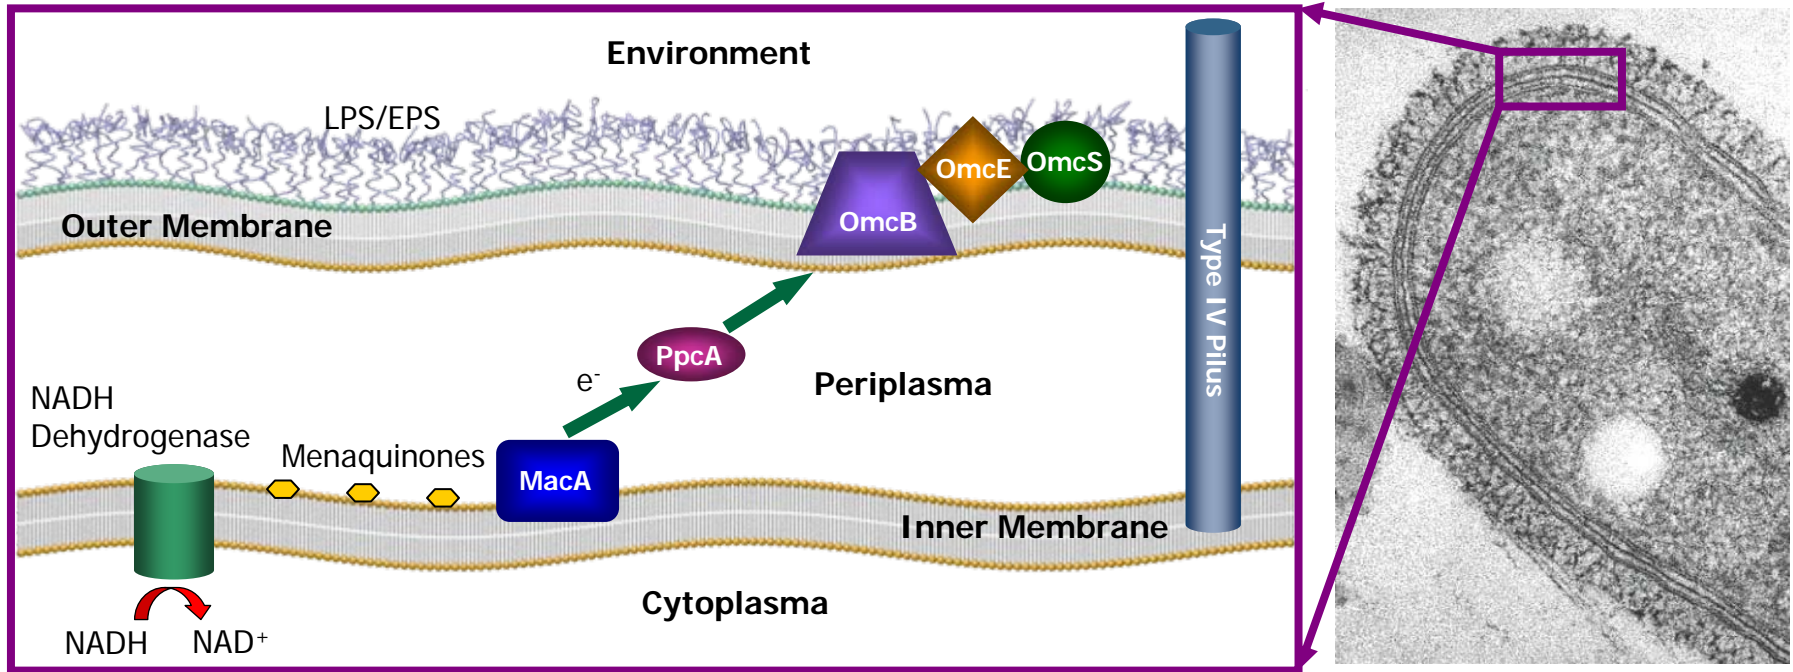 Environment
LPS/EPS
OmcE
OmcS
Outer Membrane
OmcB
Type IV Pilus
PpcA
e-
Periplasma
NADH
Dehydrogenase
Menaquinones
MacA
Inner Membrane
Cytoplasma
NADH
NAD+